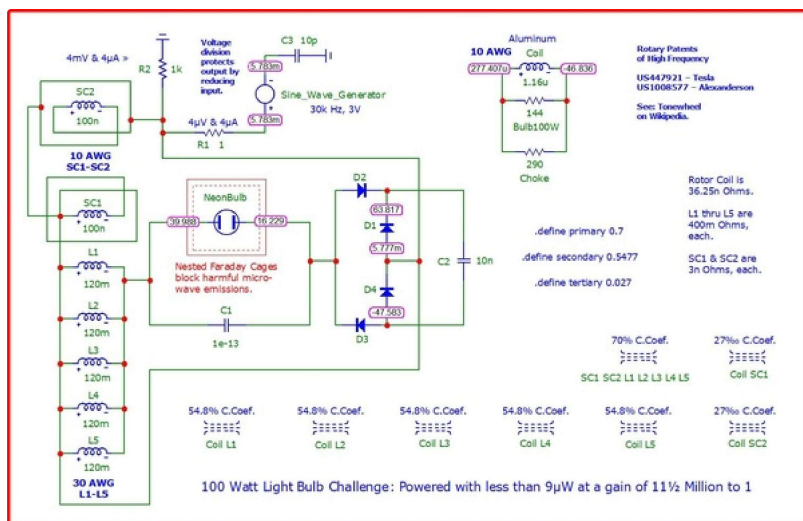 4mV & 4µA »
R2
1k
Voltage
division
protects
output by
reducing
input.
C3 10p
5.783m
Sine_Wave_Generator
30k Hz, 3V
5.783m
4µV & 4µA
R1 1
SC2
100n
10 AWG
SC1-SC2
Aluminum
10 AWG Coil
277.407u
-46.836
1.16u
144
Bulb100W
290
Choke
Rotary Patents
of High Frequency
US447921 – Tesla
US1008577 – Alexanderson
See: Tonewheel
on Wikipedia.
SC1
100n
NeonBulb
39.988
16.229
Nested Faraday Cages
block harmful micro-
wave emissions.
C1
1e-13
D2
63.817
D1
5.777m
D4
-47.583
D3
C2
10n
.define primary 0.7
.define secondary 0.5477
.define tertiary 0.027
Rotor Coil is
36.25n Ohms.
L1 thru L5 are
400m Ohms,
each.
SC1 & SC2 are
3n Ohms, each.
L1
120m
L2
120m
L3
120m
L4
120m
L5
120m
30 AWG
L1-L5
70% C.Coef.
SC1 SC2 L1 L2 L3 L4 L5
27‰ C.Coef.
Coil SC1
54.8% C.Coef.
Coil L1
54.8% C.Coef.
Coil L2
54.8% C.Coef.
Coil L3
54.8% C.Coef.
Coil L4
54.8% C.Coef.
Coil L5
27‰ C.Coef.
Coil SC2
100 Watt Light Bulb Challenge: Powered with less than 9µW at a gain of 11½ Million to 1